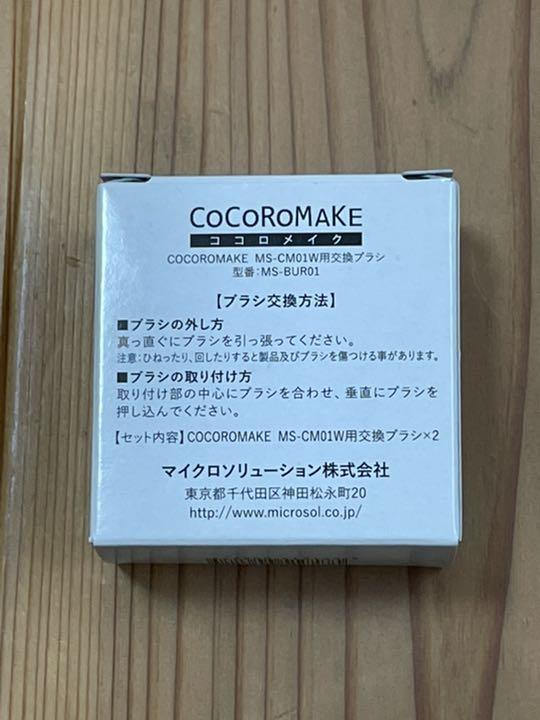 CoCoRoMaKe
ココロメイク
COCOROMAKE MS-CM01W用交換ブラシ
型番:MS-BUR01
【ブラシ交換方法】
■ブラシの外し方
真っ直ぐにブラシを引っ張ってください。
注意:ひねったり、回したりすると製品及びブラシを傷つける事があります。
■ブラシの取り付け方
取り付け部の中心にブラシを合わせ、垂直にブラシを
押し込んでください。
【セット内容】COCOROMAKE MS-CM01W用交換ブラシ×2
マイクロソリューション株式会社
東京都千代田区神田松永町20
http://www.microsol.co.jp/